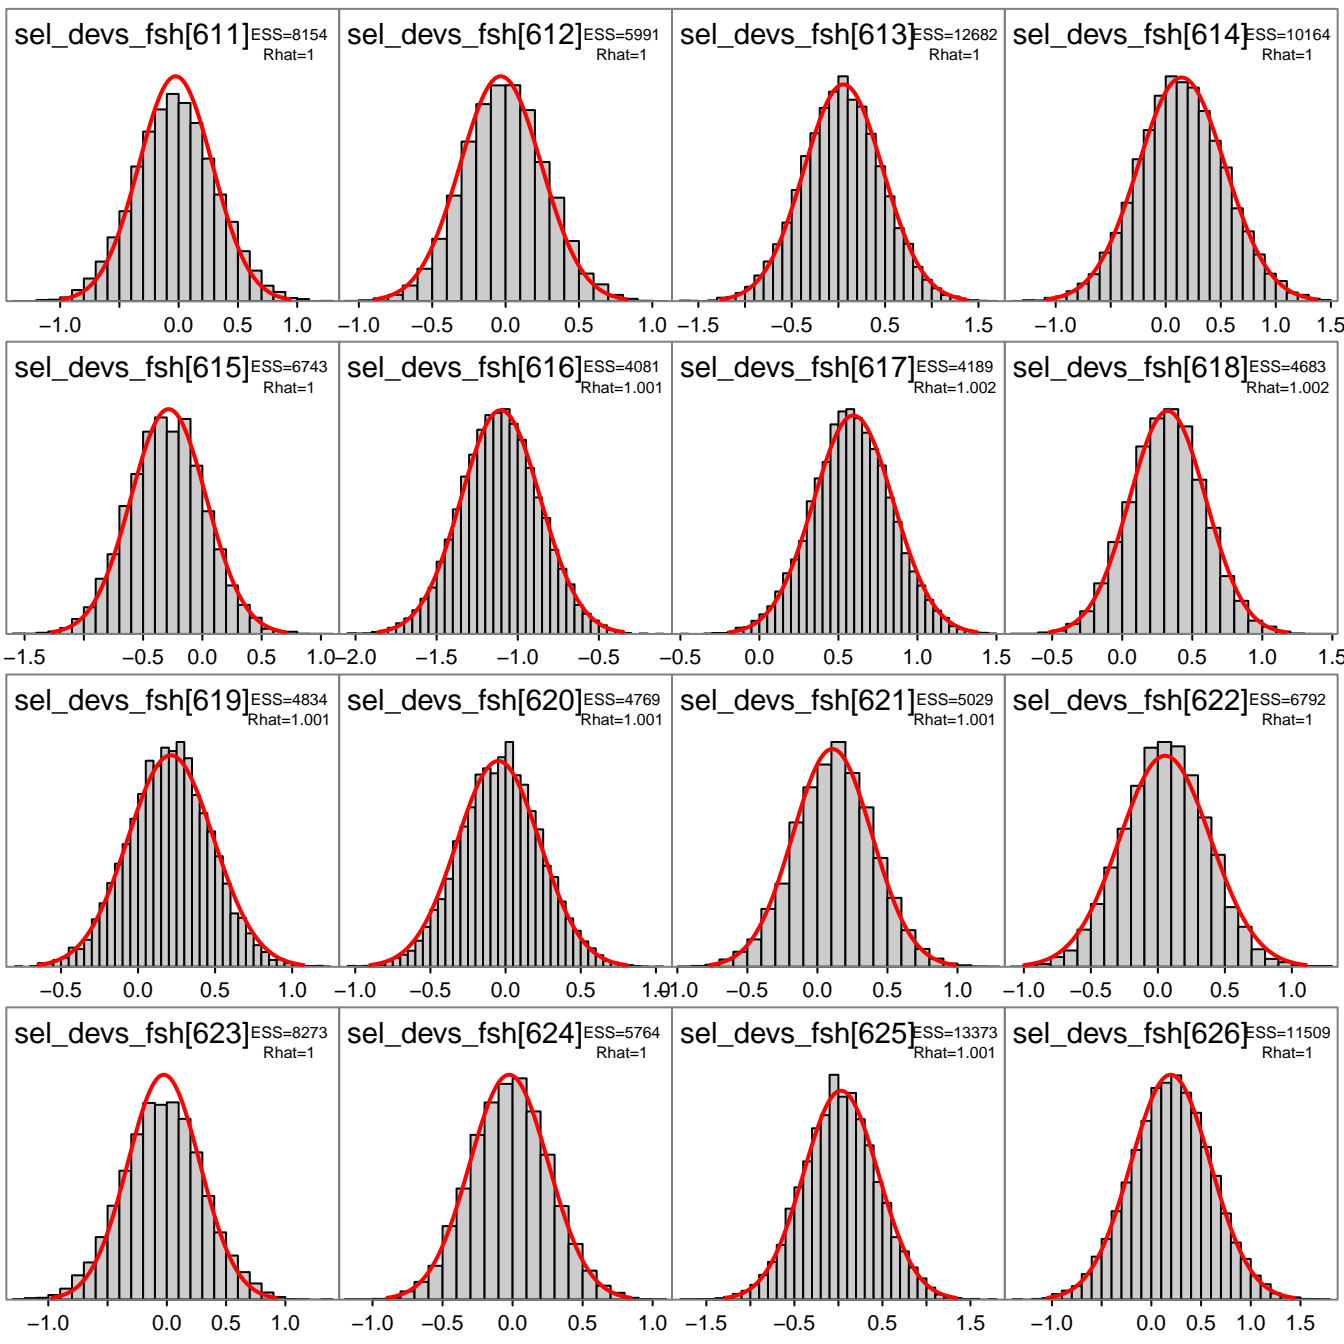 sel_devs_fsh[611] ESS=8154
Rhat=1
sel_devs_fsh[612] ESS=5991
Rhat=1
sel_devs_fsh[613] ESS=12682
Rhat=1
sel_devs_fsh[614] ESS=10164
Rhat=1
−1.0 0.0 0.5 1.0
−1.0 −0.5 0.0 0.5 1.0
−1.5 −0.5 0.5 1.5
−1.0 0.0 0.5 1.0 1.5
sel_devs_fsh[615] ESS=6743
Rhat=1
sel_devs_fsh[616] ESS=4081
Rhat=1.001
sel_devs_fsh[617] ESS=4189
Rhat=1.002
sel_devs_fsh[618] ESS=4683
Rhat=1.002
−1.5 −1.0 −0.5 0.0 0.5 1.0
−2.0 −1.5 −1.0 −0.5
−0.5 0.0 0.5 1.0 1.5
−0.5 0.0 0.5 1.0 1.5
sel_devs_fsh[619] ESS=4834
Rhat=1.001
sel_devs_fsh[620] ESS=4769
Rhat=1.001
sel_devs_fsh[621] ESS=5029
Rhat=1.001
sel_devs_fsh[622] ESS=6792
Rhat=1
−0.5 0.0 0.5 1.0
−1.0 −0.5 0.0 0.5 1.0
−1.0 −0.5 0.0 0.5 1.0
−1.0 −0.5 0.0 0.5 1.0
sel_devs_fsh[623] ESS=8273
Rhat=1
sel_devs_fsh[624] ESS=5764
Rhat=1
sel_devs_fsh[625] ESS=13373
Rhat=1.001
sel_devs_fsh[626] ESS=11509
Rhat=1
−1.0 0.0 0.5 1.0
−1.0 −0.5 0.0 0.5 1.0
−1.5 −0.5 0.5 1.5
−1.0 0.0 0.5 1.0 1.5